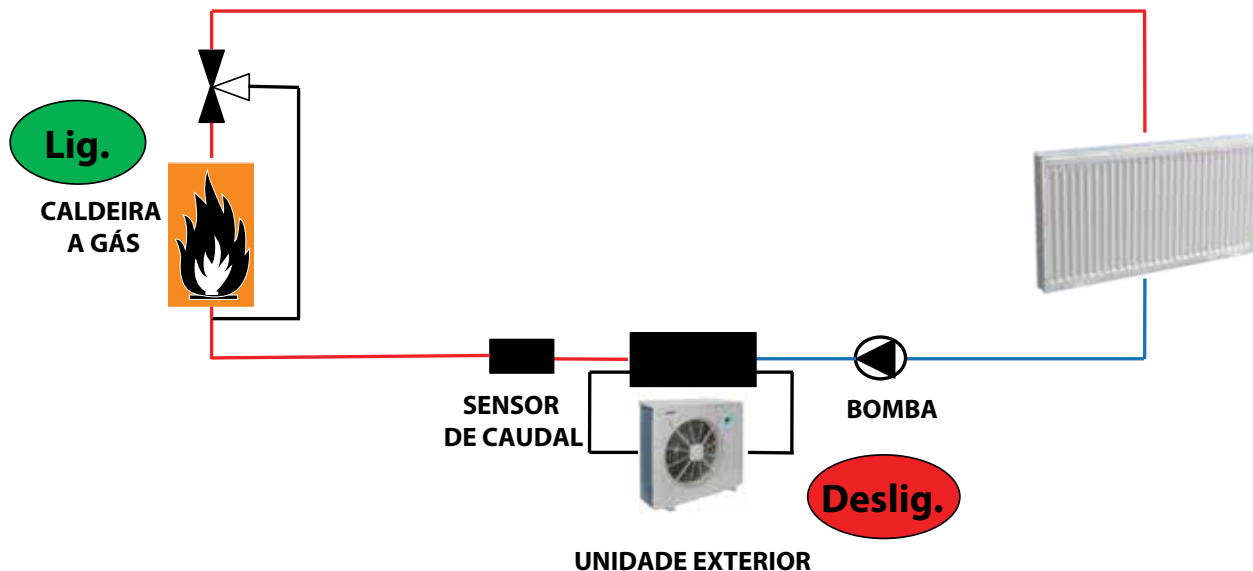 Lig.
CALDEIRA
A GÁS
SENSOR
DE CAUDAL
BOMBA
Deslig.
UNIDADE EXTERIOR